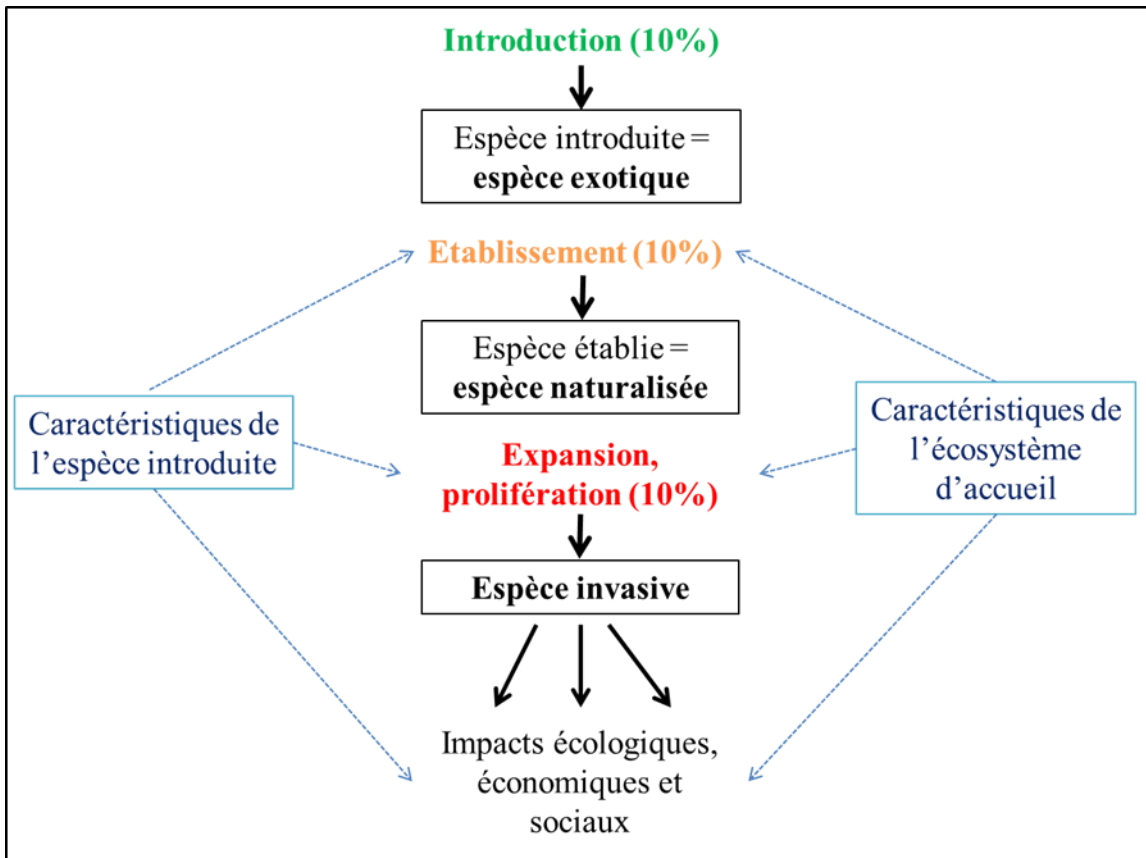 Introduction (10%)
Espèce introduite =
espèce exotique
Etablissement (10%)
Espèce établie =
espèce naturalisée
Caractéristiques de
l’espèce introduite
Caractéristiques de
l’écosystème
d’accueil
Expansion,
prolifération (10%)
Espèce invasive
Impacts écologiques,
économiques et
sociaux